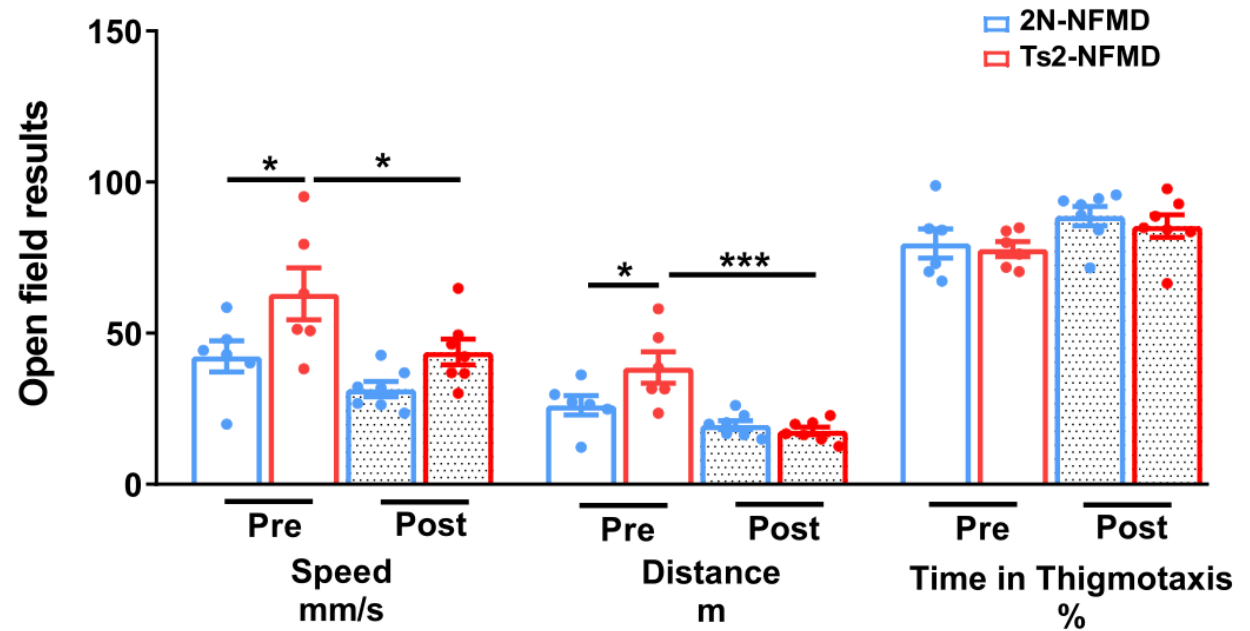 2N-NFMD
Ts2-NFMD
Open field results
150
100
50
0
* *
* ***
Pre Post Pre Post Pre Post
Speed Distance Time in Thigmotaxis
mm/s m %